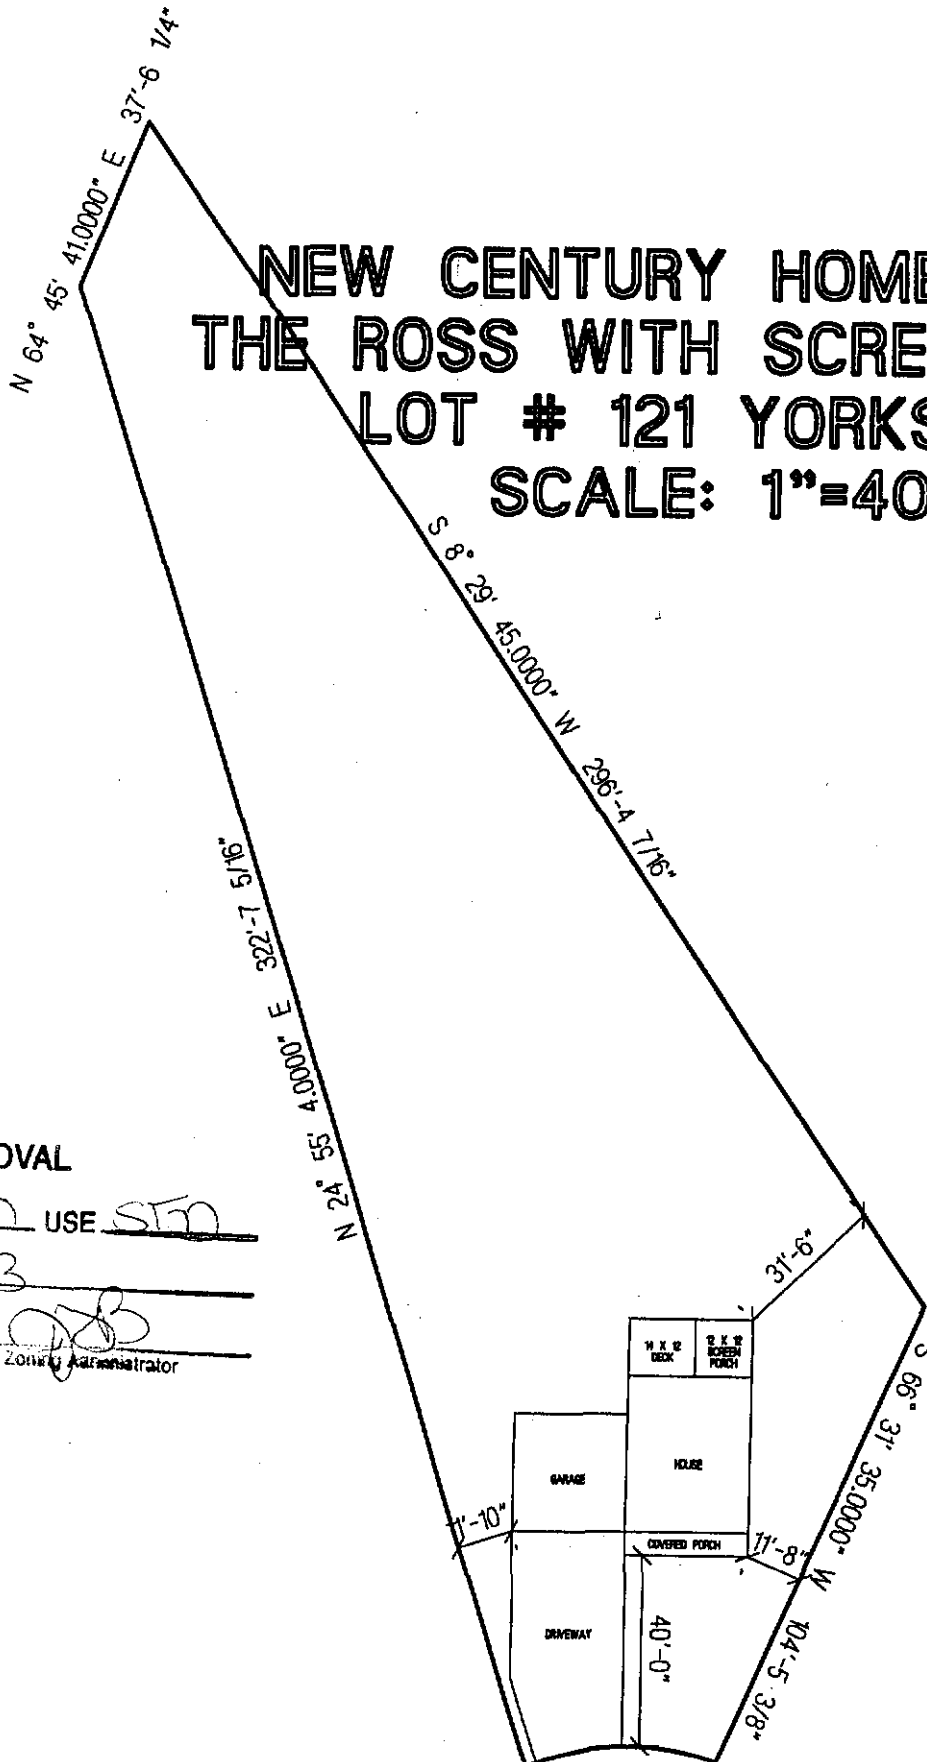 37'-6 1/4"
N 64° 45' 41.0000" E
NEW CENTURY HOME
THE ROSS WITH SCRE
LOT # 121 YORKS
SCALE: 1"=40
S 8° 29' 45.0000" W 296'-4 7/16"
N 24° 55' 4.0000" E 322'-7 5/16"
OVAL
USE SFD
3
Zoning Administrator
31'-6"
14 X 12
DECK
12 X 12
SCREEN
PORCH
S 66° 31' 35.0000" W 104'-5 3/8"
GARAGE
HOUSE
1'-10"
COVERED PORCH
11'-8"
DRIVEWAY
40'-0"